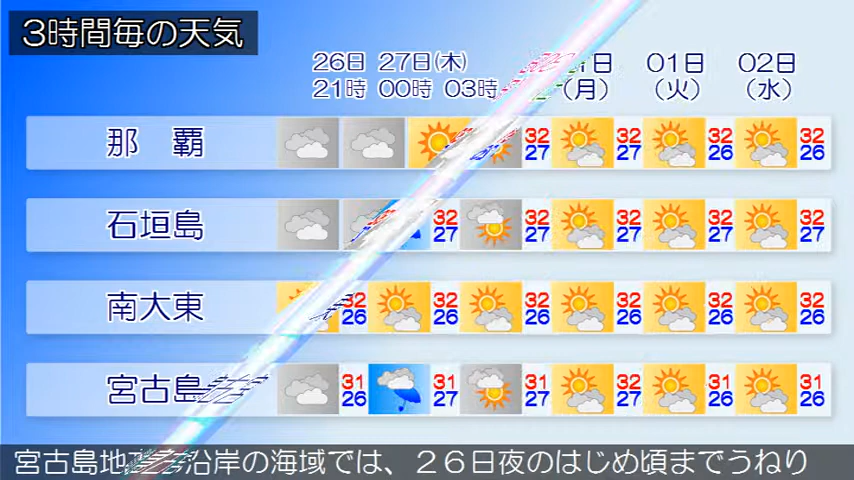 3時間毎の天気
26日 27日(木) 01日 02日
21時 00時 03時 (月) (火) (水)
那 覇 32 32 32 32
27 27 26 26
石垣島 32 32 32 32 32
27 27 27 26 26
南大東 32 32 32 32 32 32
26 26 26 26 26 26
宮古島 31 31 31 32 31 31
26 27 27 27 26 26
宮古島地 沿岸の海域では、26日夜のはじめ頃までうねり